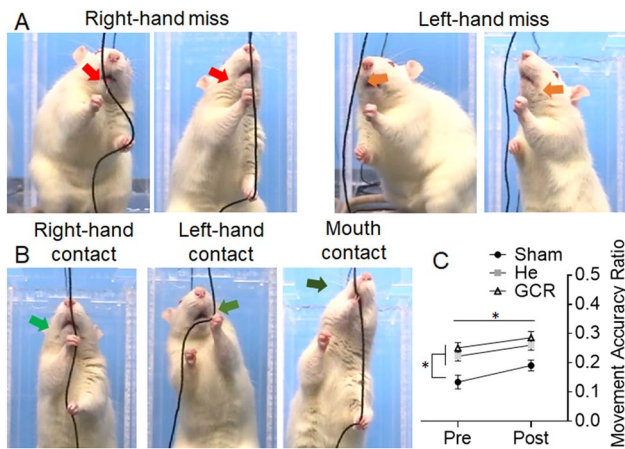 A
Right-hand miss
Left-hand miss
B
Right-hand
contact
Left-hand
contact
Mouth
contact
C
Sham
He
GCR
*
*
0.5
0.4
0.3
0.2
0.1
0.0
Movement Accuracy Ratio
Pre
Post